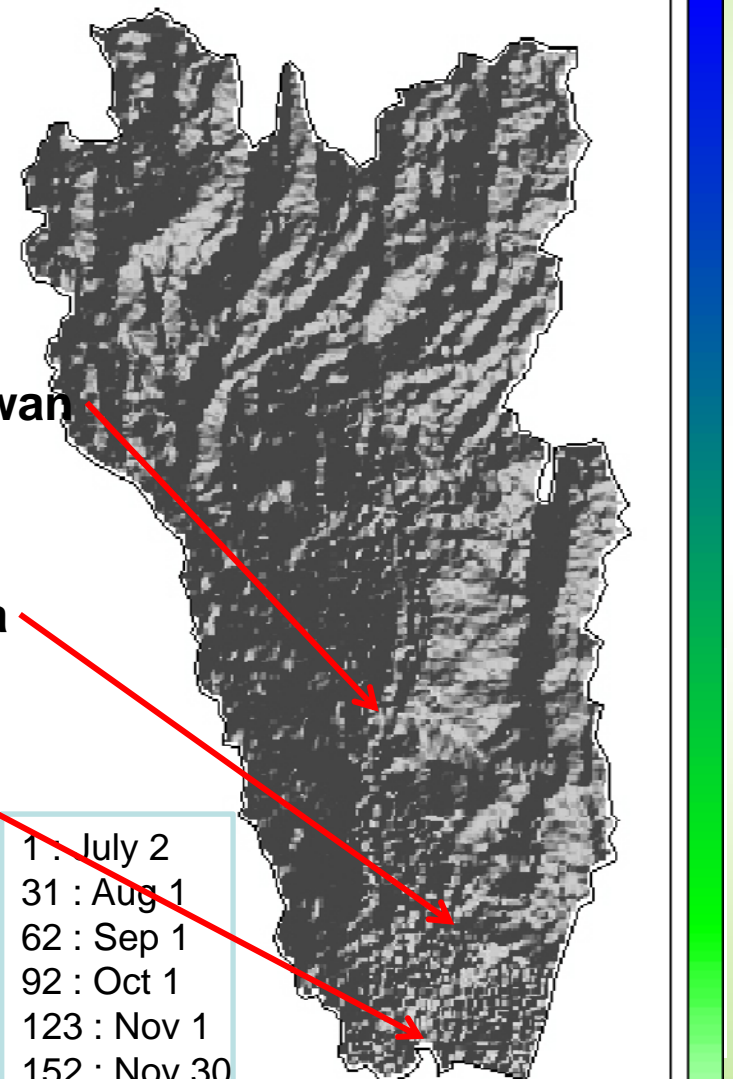 wan
a
1 : July 2
31 : Aug 1
62 : Sep 1
92 : Oct 1
123 : Nov 1
152 : Nov 30